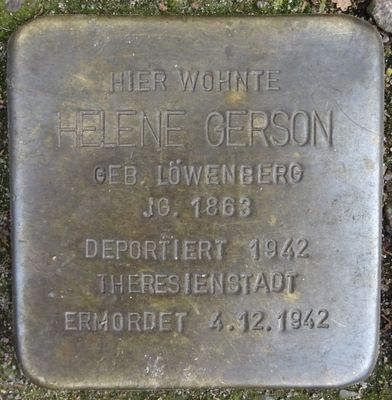 HIER WOHNTE
HELENE GERSON
GEB. LÖWENBERG
JG. 1863
DEPORTIERT 1942
THERESIENSTADT
ERMORDET 4.12.1942